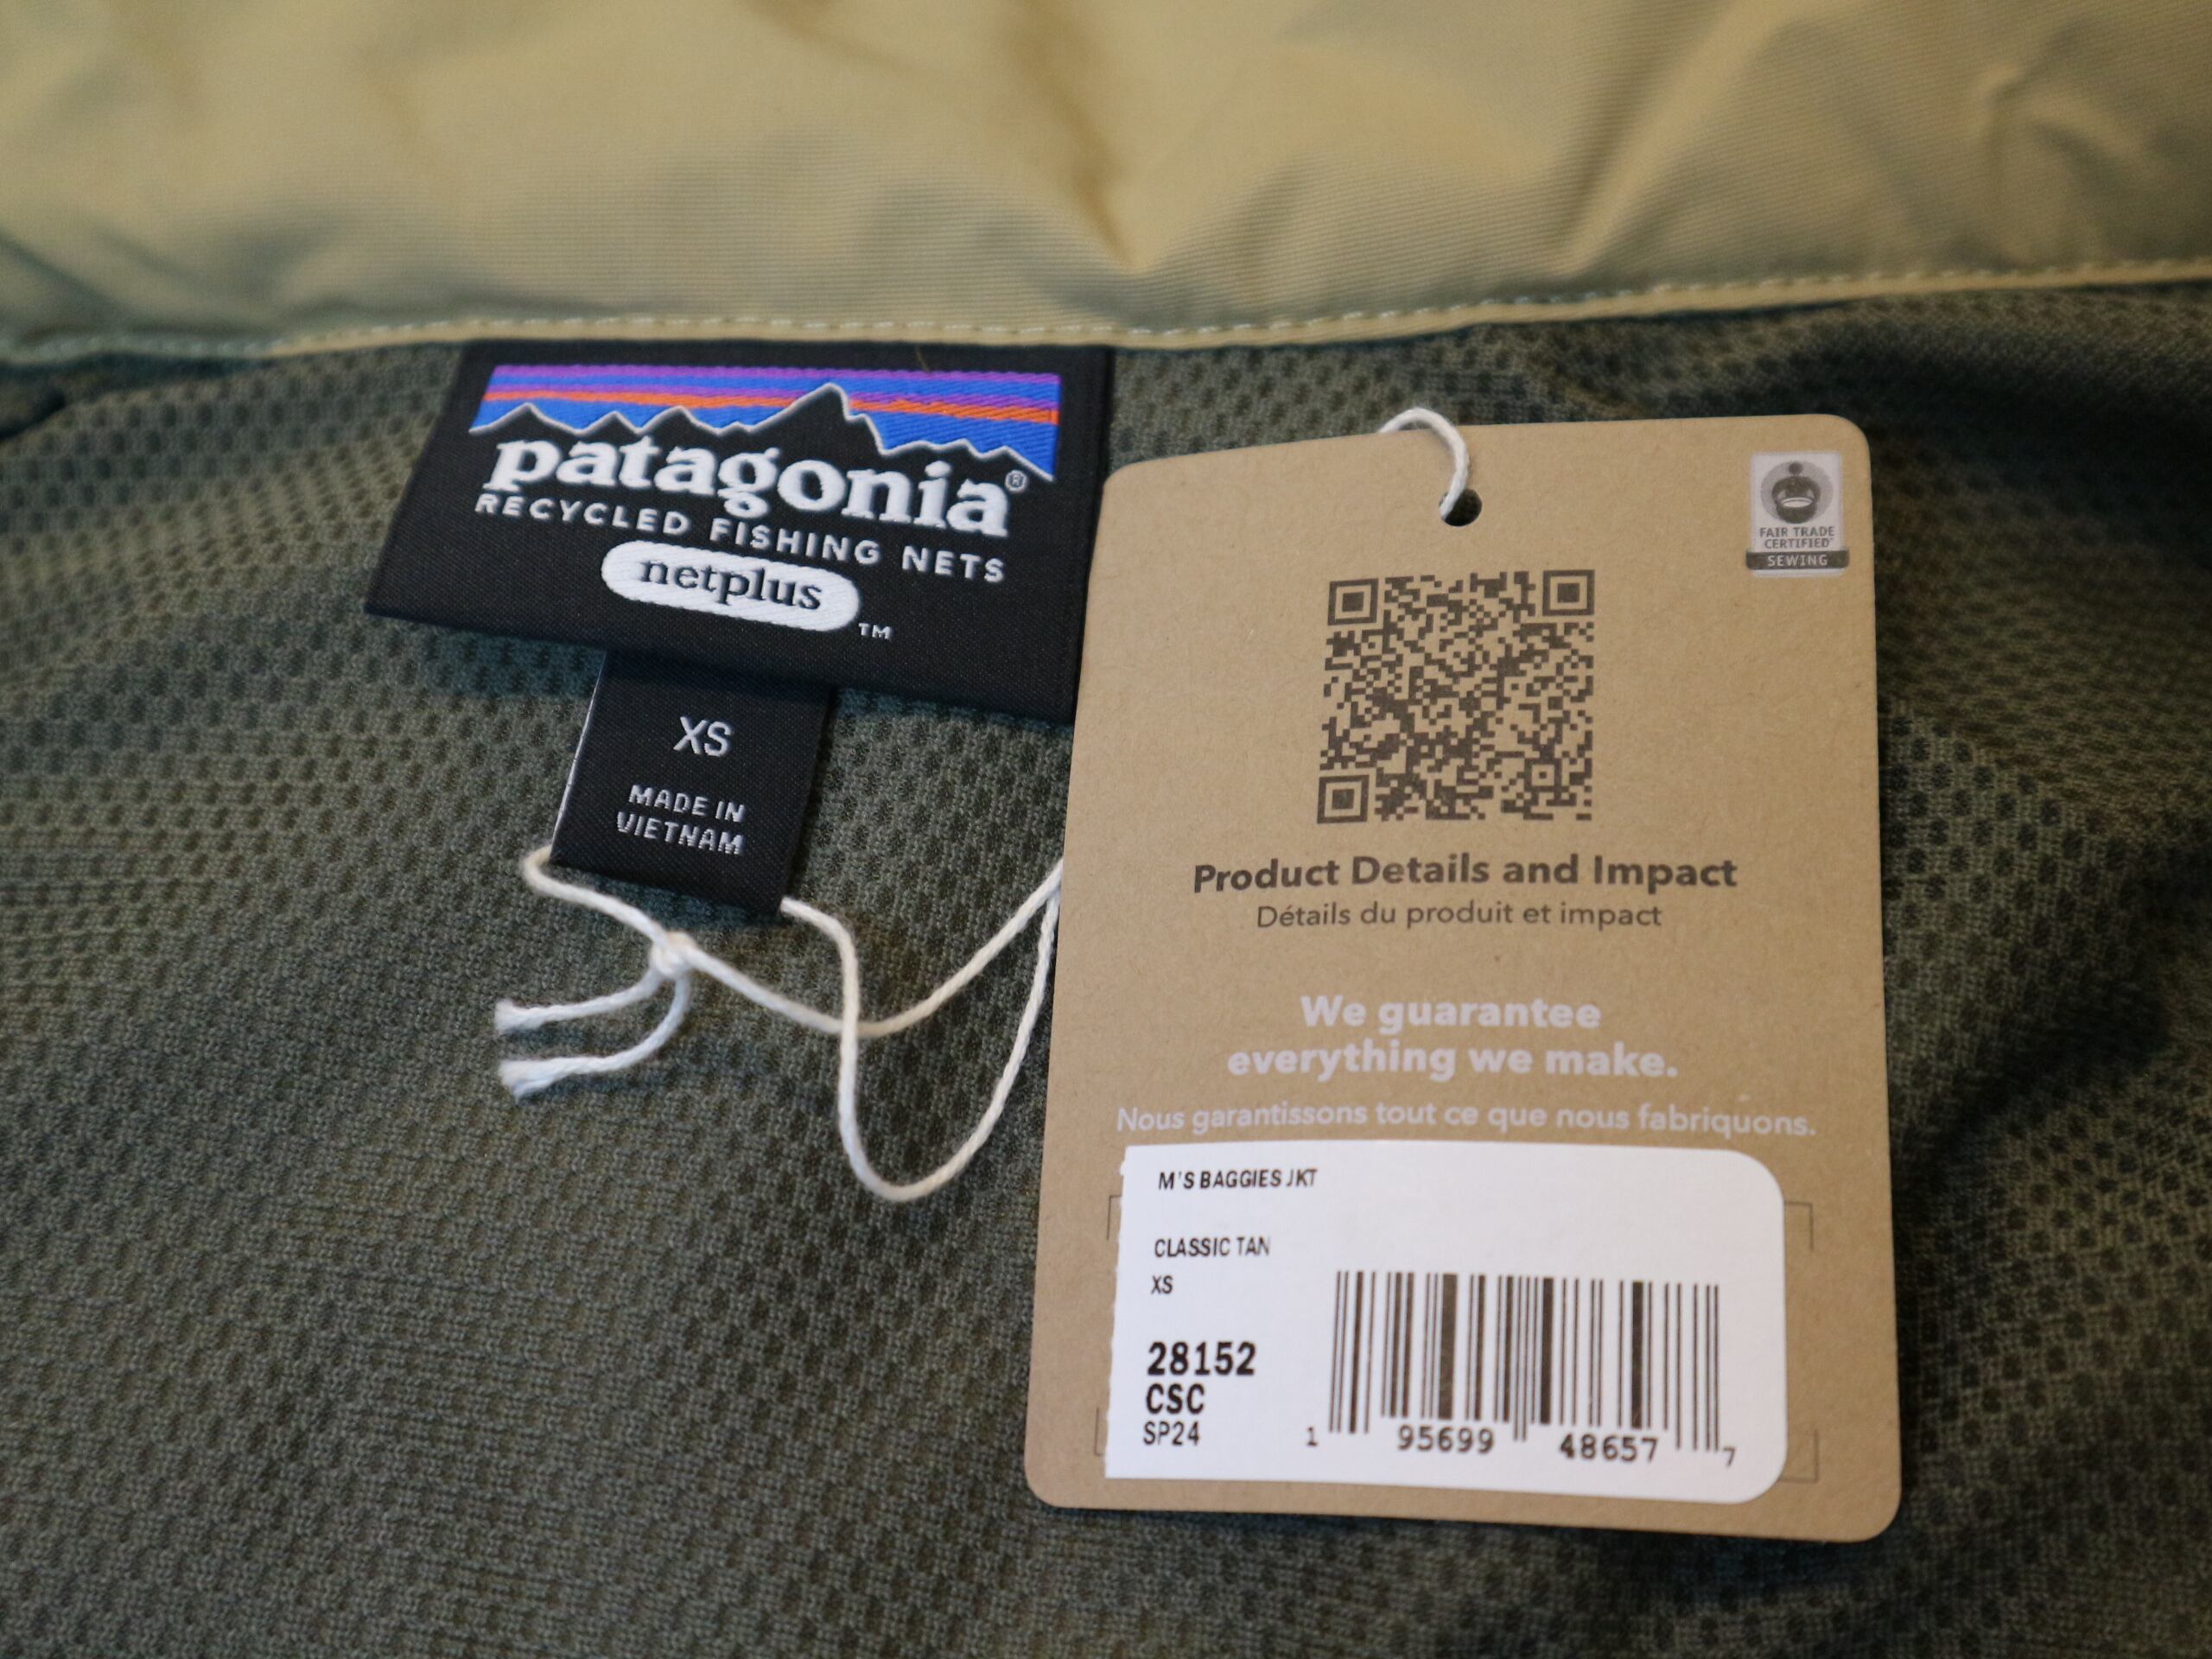 patagonia®
RECYCLED FISHING NETS
netplus™
XS
MADE IN
VIETNAM
FAIR TRADE
CERTIFIED
SEWING
Product Details and Impact
Détails du produit et impact
We guarantee
everything we make.
Nous garantissons tout ce que nous fabriquons.
M'S BAGGIES JKT
CLASSIC TAN
XS
28152
CSC
SP24
1 95699 48657 7